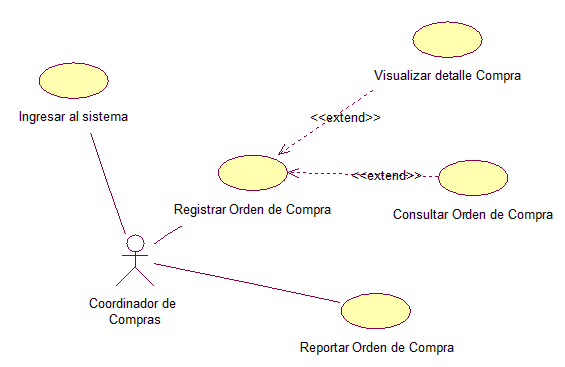 Visualizar detalle Compra
Ingresar al sistema
<<extend>>
<<extend>>
Registrar Orden de Compra
Consultar Orden de Compra
Coordinador de
Compras
Reportar Orden de Compra